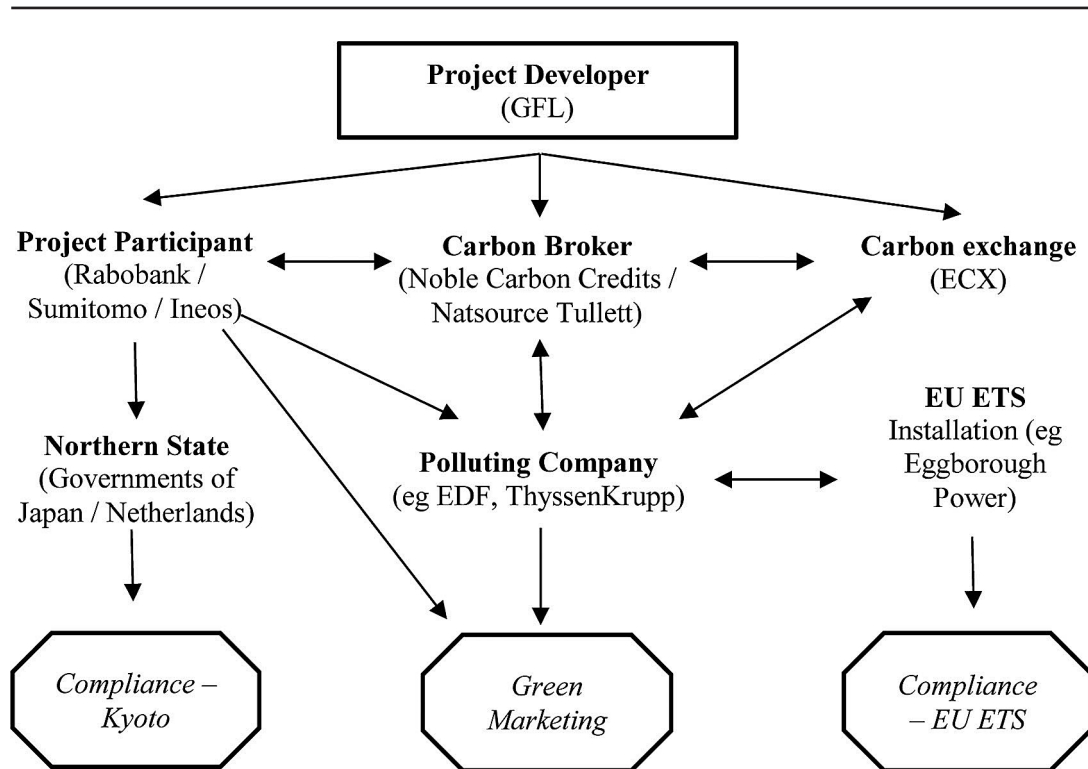 Project Developer
(GFL)
Project Participant
(Rabobank /
Sumitomo / Ineos)
Carbon Broker
(Noble Carbon Credits /
Natsource Tullett)
Carbon exchange
(ECX)
Northern State
(Governments of
Japan / Netherlands)
Polluting Company
(eg EDF, ThyssenKrupp)
EU ETS
Installation (eg
Eggborough
Power)
Compliance –
Kyoto
Green
Marketing
Compliance
– EU ETS